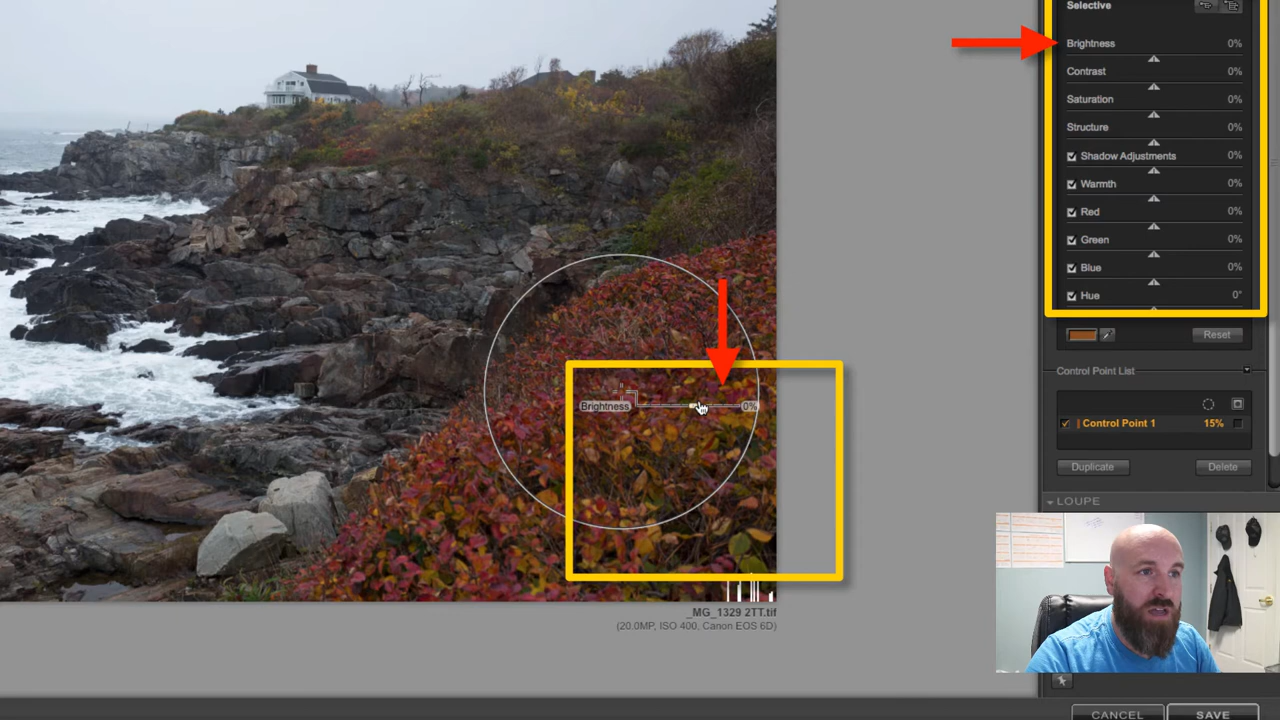 Selective
Brightness 0%
Contrast 0%
Saturation 0%
Structure 0%
Shadow Adjustments 0%
Warmth 0%
Red 0%
Green 0%
Blue 0%
Hue 0°
Reset
Control Point List
Brightness 0%
Control Point 1 15%
Duplicate Delete
LOUPE
_MG_1329 2TT.tif
(20.0MP, ISO 400, Canon EOS 6D)
CANCEL SAVE